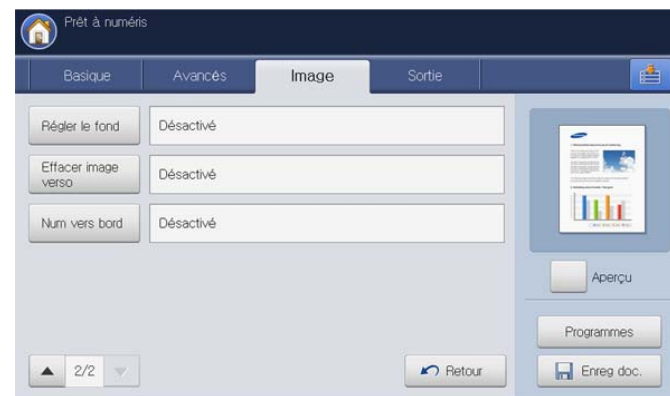 Prêt à numéris
Basique
Avancés
Image
Sortie
Régler le fond
Désactivé
Effacer image
verso
Désactivé
Num vers bord
Désactivé
Aperçu
Programmes
2/2
Retour
Enreg doc.